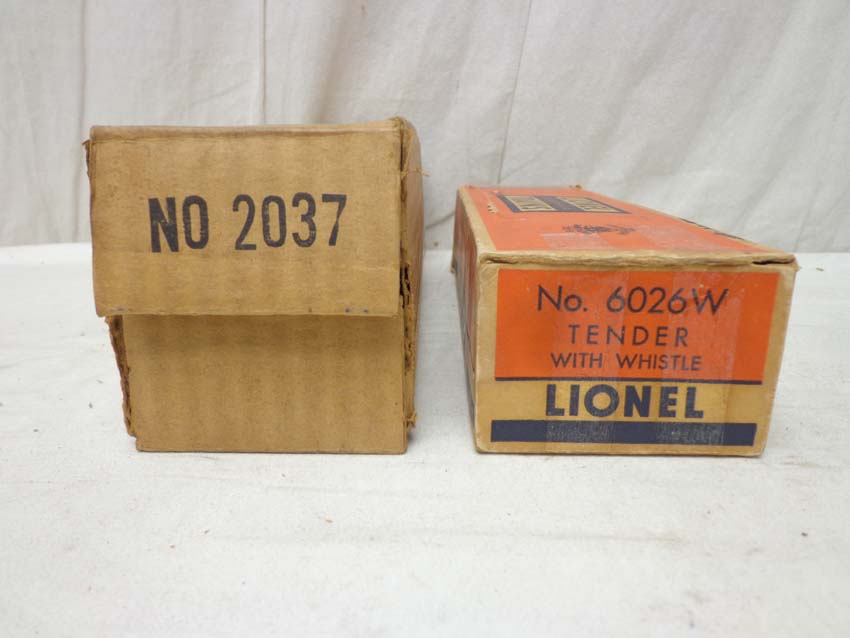 NO 2037
No. 6026W
TENDER
WITH WHISTLE
LIONEL